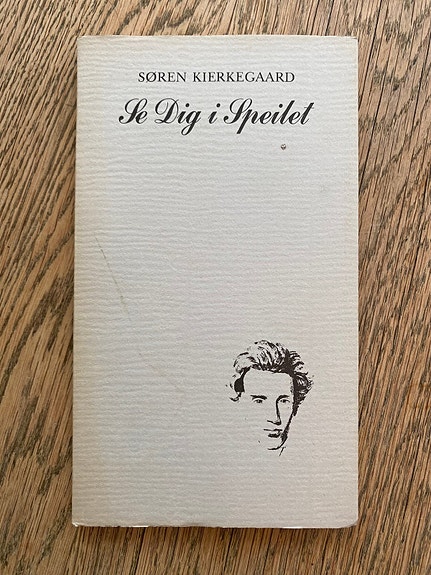 SØREN KIERKEGAARD
Se Dig i Speilet